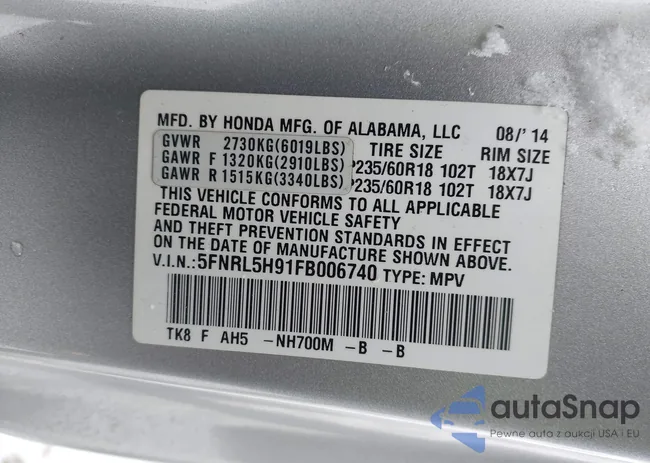 MFD. BY HONDA MFG. OF ALABAMA, LLC 08/'14
GVWR 2730KG(6019LBS) TIRE SIZE RIM SIZE
GAWR F 1320KG(2910LBS) P235/60R18 102T 18X7J
GAWR R 1515KG(3340LBS) P235/60R18 102T 18X7J
THIS VEHICLE CONFORMS TO ALL APPLICABLE
FEDERAL MOTOR VEHICLE SAFETY
AND THEFT PREVENTION STANDARDS IN EFFECT
ON THE DATE OF MANUFACTURE SHOWN ABOVE.
V.I.N.:5FNRL5H91FB006740 TYPE: MPV
TK8 F AH5 -NH700M -B -B
autaSnap
Pewne auta z aukcji USA i EU